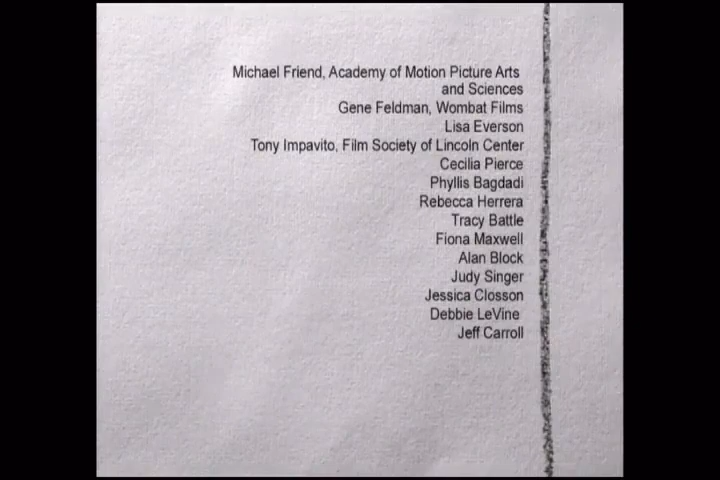 Michael Friend, Academy of Motion Picture Arts
and Sciences
Gene Feldman, Wombat Films
Lisa Everson
Tony Impavito, Film Society of Lincoln Center
Cecilia Pierce
Phyllis Bagdadi
Rebecca Herrera
Tracy Battle
Fiona Maxwell
Alan Block
Judy Singer
Jessica Closson
Debbie LeVine
Jeff Carroll